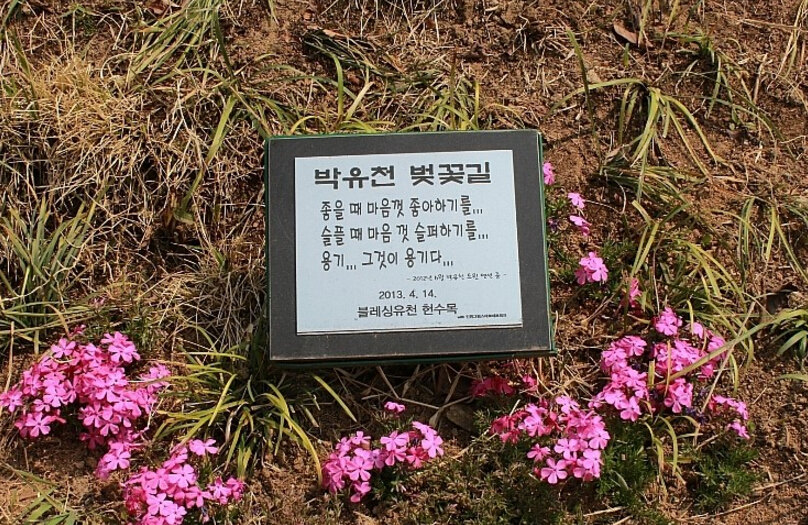 박유천 벚꽃길
좋을 때 마음껏 좋아하기를...
슬플 때 마음 껏 슬퍼하기를...
용기... 그것이 용기다...
2013. 4. 14.
블레싱유천 헌수목